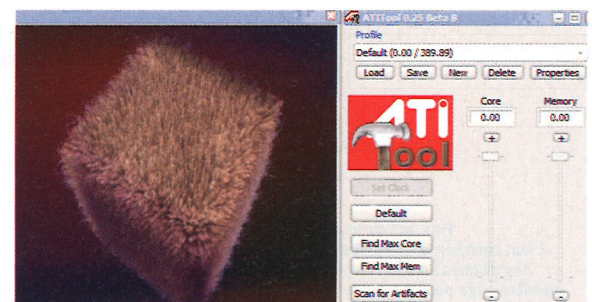 ATITool 0.25 Beta 8
Profile
Default (0.00 / 389.89)
Load Save New Delete Properties
ATi
Tool
Core Memory
0.00 0.00
Set Clock
Default
Find Max Core
Find Max Mem
Scan for Artifacts